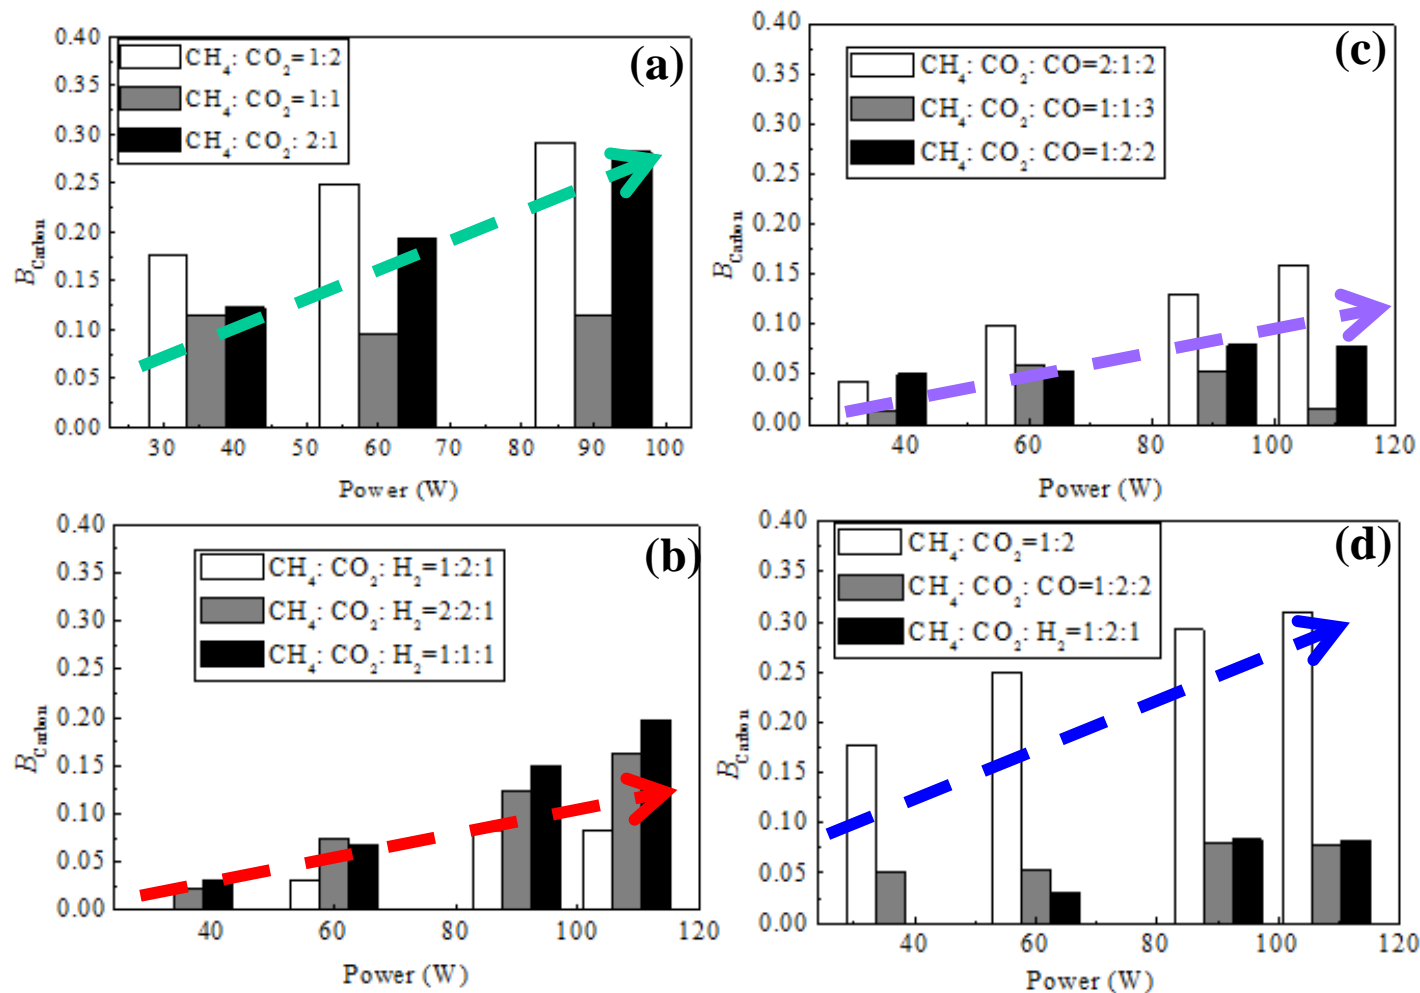 (a)
CH₄: CO₂=1:2
CH₄: CO₂=1:1
CH₄: CO₂: 2:1
0.40
0.35
0.30
0.25
0.20
0.15
0.10
0.05
0.00
B_Carbon
30 40 50 60 70 80 90 100
Power (W)
(c)
CH₄: CO₂: CO=2:1:2
CH₄: CO₂: CO=1:1:3
CH₄: CO₂: CO=1:2:2
0.40
0.35
0.30
0.25
0.20
0.15
0.10
0.05
0.00
B_Carbon
40 60 80 100 120
Power (W)
(b)
CH₄: CO₂: H₂=1:2:1
CH₄: CO₂: H₂=2:2:1
CH₄: CO₂: H₂=1:1:1
0.40
0.35
0.30
0.25
0.20
0.15
0.10
0.05
0.00
B_Carbon
40 60 80 100 120
Power (W)
(d)
CH₄: CO₂=1:2
CH₄: CO₂: CO=1:2:2
CH₄: CO₂: H₂=1:2:1
0.40
0.35
0.30
0.25
0.20
0.15
0.10
0.05
0.00
B_Carbon
40 60 80 100 120
Power (W)